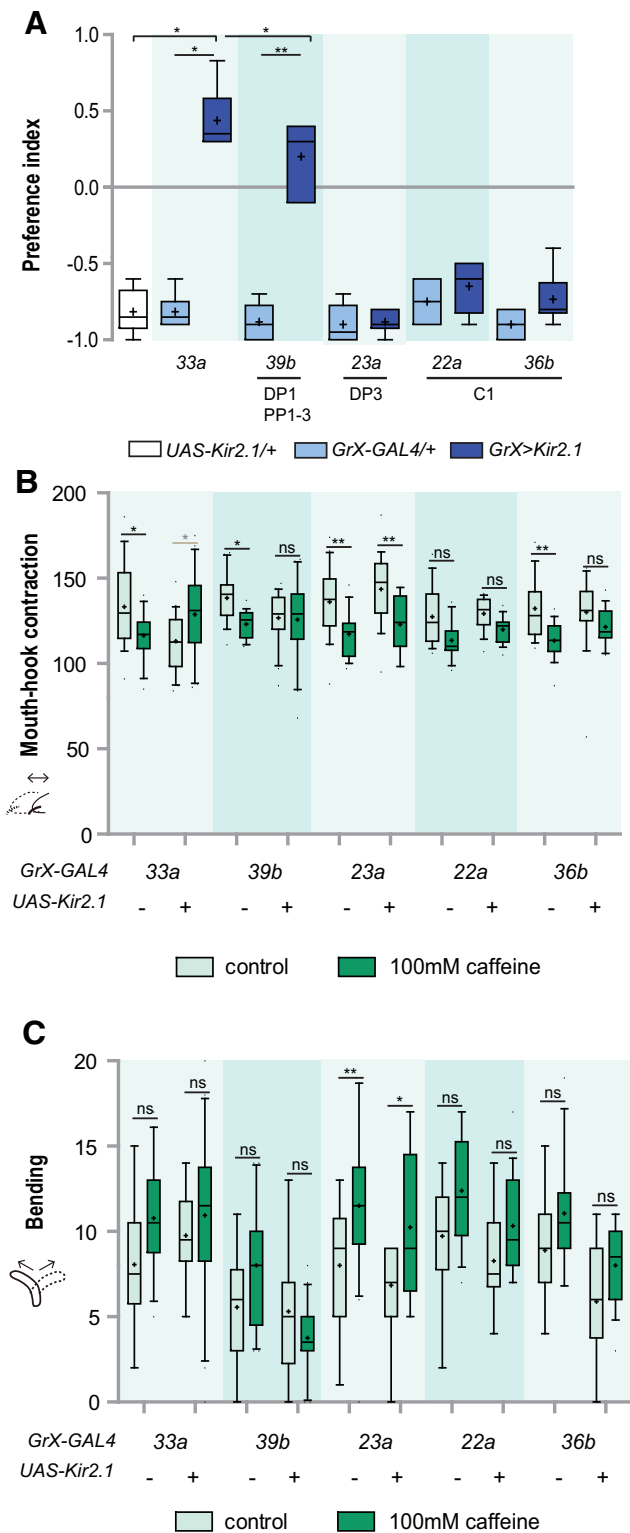 A
Preference index
1.0
0.5
0.0
-0.5
-1.0
* *
* **
33a 39b 23a 22a 36b
DP1 DP3 C1
PP1-3
UAS-Kir2.1/+ GrX-GAL4/+ GrX>Kir2.1
B
Mouth-hook contraction
200
150
100
50
0
* * * ns ** ** ns ns ** ns
GrX-GAL4 33a 39b 23a 22a 36b
UAS-Kir2.1 - + - + - + - + - +
control 100mM caffeine
C
Bending
20
15
10
5
0
ns ns ns ns ** * ns ns ns ns
GrX-GAL4 33a 39b 23a 22a 36b
UAS-Kir2.1 - + - + - + - + - +
control 100mM caffeine